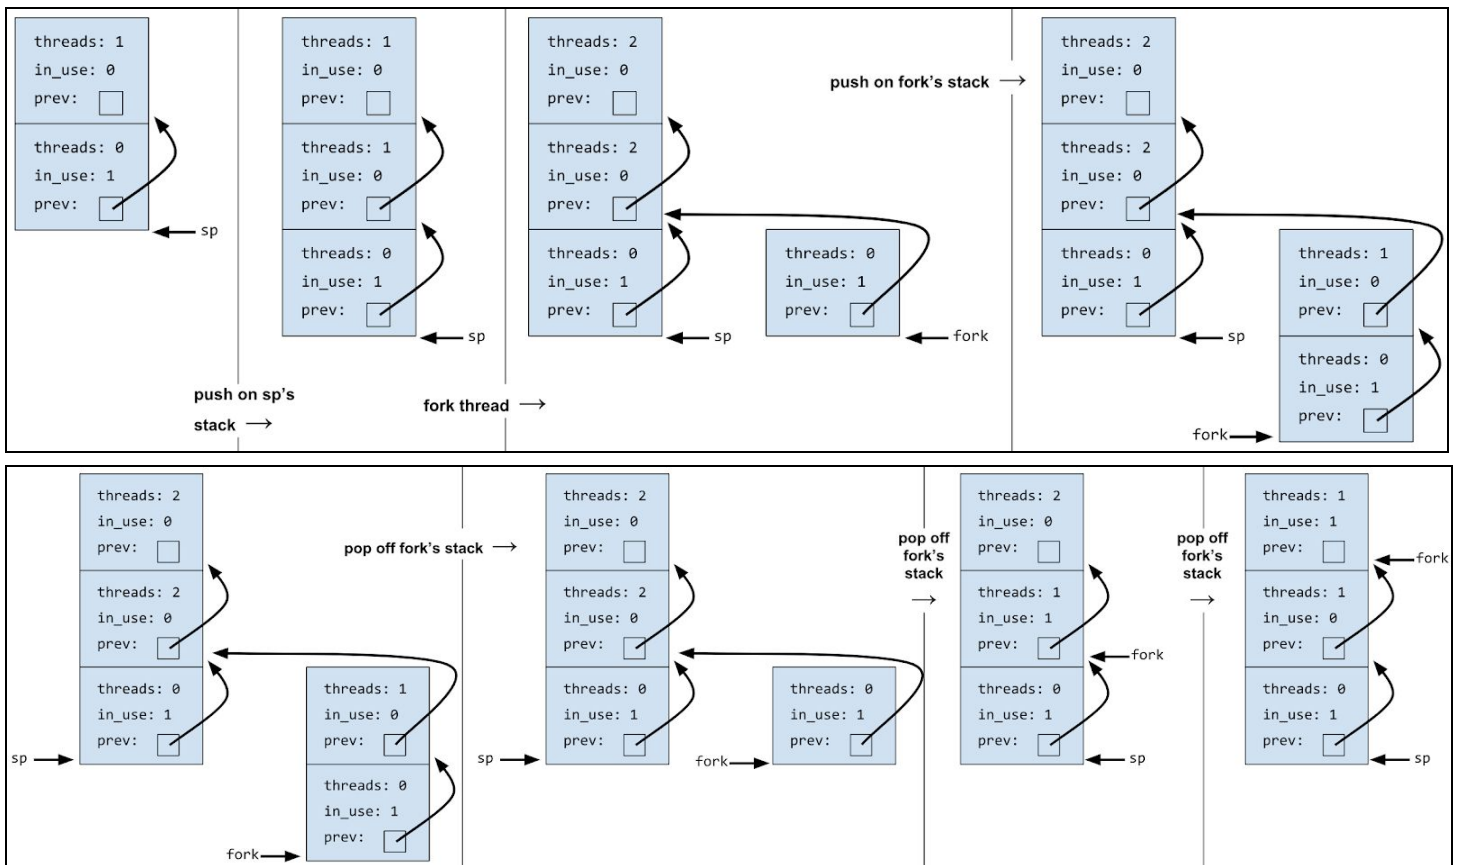 threads: 1
in_use: 0
prev:
threads: 0
in_use: 1
prev:
sp
push on sp's
stack →
threads: 1
in_use: 0
prev:
threads: 1
in_use: 0
prev:
threads: 0
in_use: 1
prev:
sp
fork thread →
threads: 2
in_use: 0
prev:
threads: 2
in_use: 0
prev:
threads: 0
in_use: 1
prev:
sp
threads: 0
in_use: 1
prev:
fork
push on fork's stack →
threads: 2
in_use: 0
prev:
threads: 2
in_use: 0
prev:
threads: 0
in_use: 1
prev:
sp
threads: 1
in_use: 0
prev:
threads: 0
in_use: 1
prev:
fork
threads: 2
in_use: 0
prev:
threads: 2
in_use: 0
prev:
threads: 0
in_use: 1
prev:
sp
threads: 1
in_use: 0
prev:
threads: 0
in_use: 1
prev:
fork
pop off fork's stack →
threads: 2
in_use: 0
prev:
threads: 2
in_use: 0
prev:
threads: 0
in_use: 1
prev:
sp
threads: 0
in_use: 1
prev:
fork
pop off
fork's
stack
→
threads: 2
in_use: 0
prev:
threads: 1
in_use: 1
prev:
fork
threads: 0
in_use: 1
prev:
sp
pop off
fork's
stack
→
threads: 1
in_use: 1
prev:
fork
threads: 1
in_use: 0
prev:
threads: 0
in_use: 1
prev:
sp